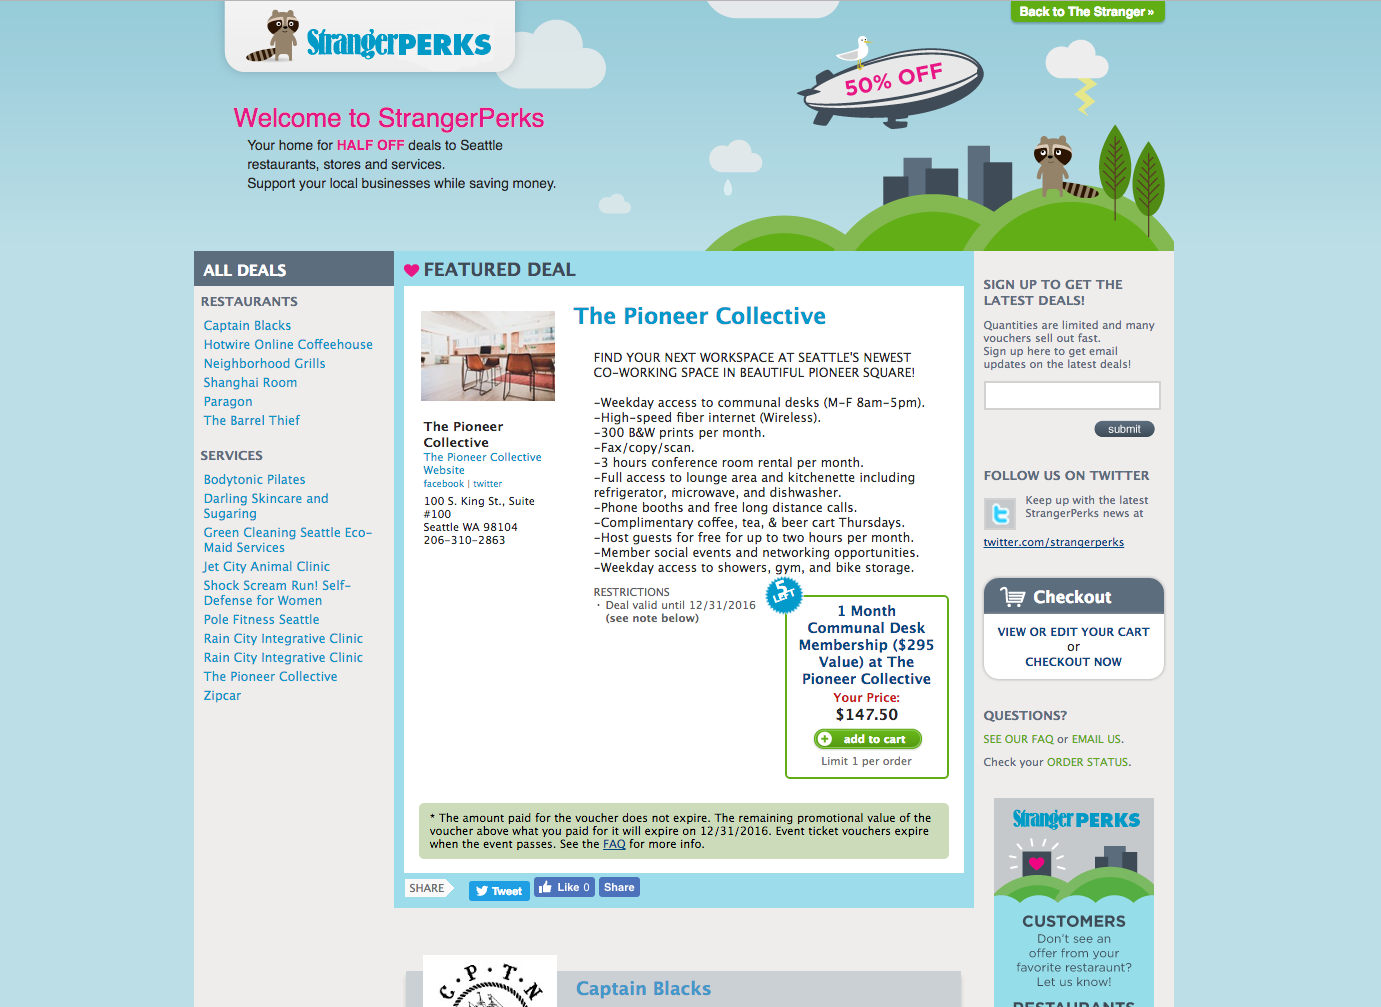 StrangerPERKS
Back to The Stranger »
50% OFF
Welcome to StrangerPerks
Your home for HALF OFF deals to Seattle
restaurants, stores and services.
Support your local businesses while saving money.
ALL DEALS
RESTAURANTS
Captain Blacks
Hotwire Online Coffeehouse
Neighborhood Grills
Shanghai Room
Paragon
The Barrel Thief
SERVICES
Bodytonic Pilates
Darling Skincare and
Sugaring
Green Cleaning Seattle Eco-
Maid Services
Jet City Animal Clinic
Shock Scream Run! Self-
Defense for Women
Pole Fitness Seattle
Rain City Integrative Clinic
Rain City Integrative Clinic
The Pioneer Collective
Zipcar
FEATURED DEAL
The Pioneer
Collective
The Pioneer Collective
Website
facebook | twitter
100 S. King St., Suite
#100
Seattle WA 98104
206-310-2863
The Pioneer Collective
FIND YOUR NEXT WORKSPACE AT SEATTLE'S NEWEST
CO-WORKING SPACE IN BEAUTIFUL PIONEER SQUARE!
-Weekday access to communal desks (M-F 8am-5pm).
-High-speed fiber internet (Wireless).
-300 B&W prints per month.
-Fax/copy/scan.
-3 hours conference room rental per month.
-Full access to lounge area and kitchenette including
refrigerator, microwave, and dishwasher.
-Phone booths and free long distance calls.
-Complimentary coffee, tea, & beer cart Thursdays.
-Host guests for free for up to two hours per month.
-Member social events and networking opportunities.
-Weekday access to showers, gym, and bike storage.
RESTRICTIONS
· Deal valid until 12/31/2016
(see note below)
5
LEFT
1 Month
Communal Desk
Membership ($295
Value) at The
Pioneer Collective
Your Price:
$147.50
add to cart
Limit 1 per order
* The amount paid for the voucher does not expire. The remaining promotional value of the
voucher above what you paid for it will expire on 12/31/2016. Event ticket vouchers expire
when the event passes. See the FAQ for more info.
SHARE
Tweet
Like 0
Share
C.P.T.N
Captain Blacks
SIGN UP TO GET THE
LATEST DEALS!
Quantities are limited and many
vouchers sell out fast.
Sign up here to get email
updates on the latest deals!
submit
FOLLOW US ON TWITTER
Keep up with the latest
StrangerPerks news at
twitter.com/strangerperks
Checkout
VIEW OR EDIT YOUR CART
or
CHECKOUT NOW
QUESTIONS?
SEE OUR FAQ or EMAIL US.
Check your ORDER STATUS.
StrangerPERKS
CUSTOMERS
Don't see an
offer from your
favorite restaraunt?
Let us know!
RESTAURANTS